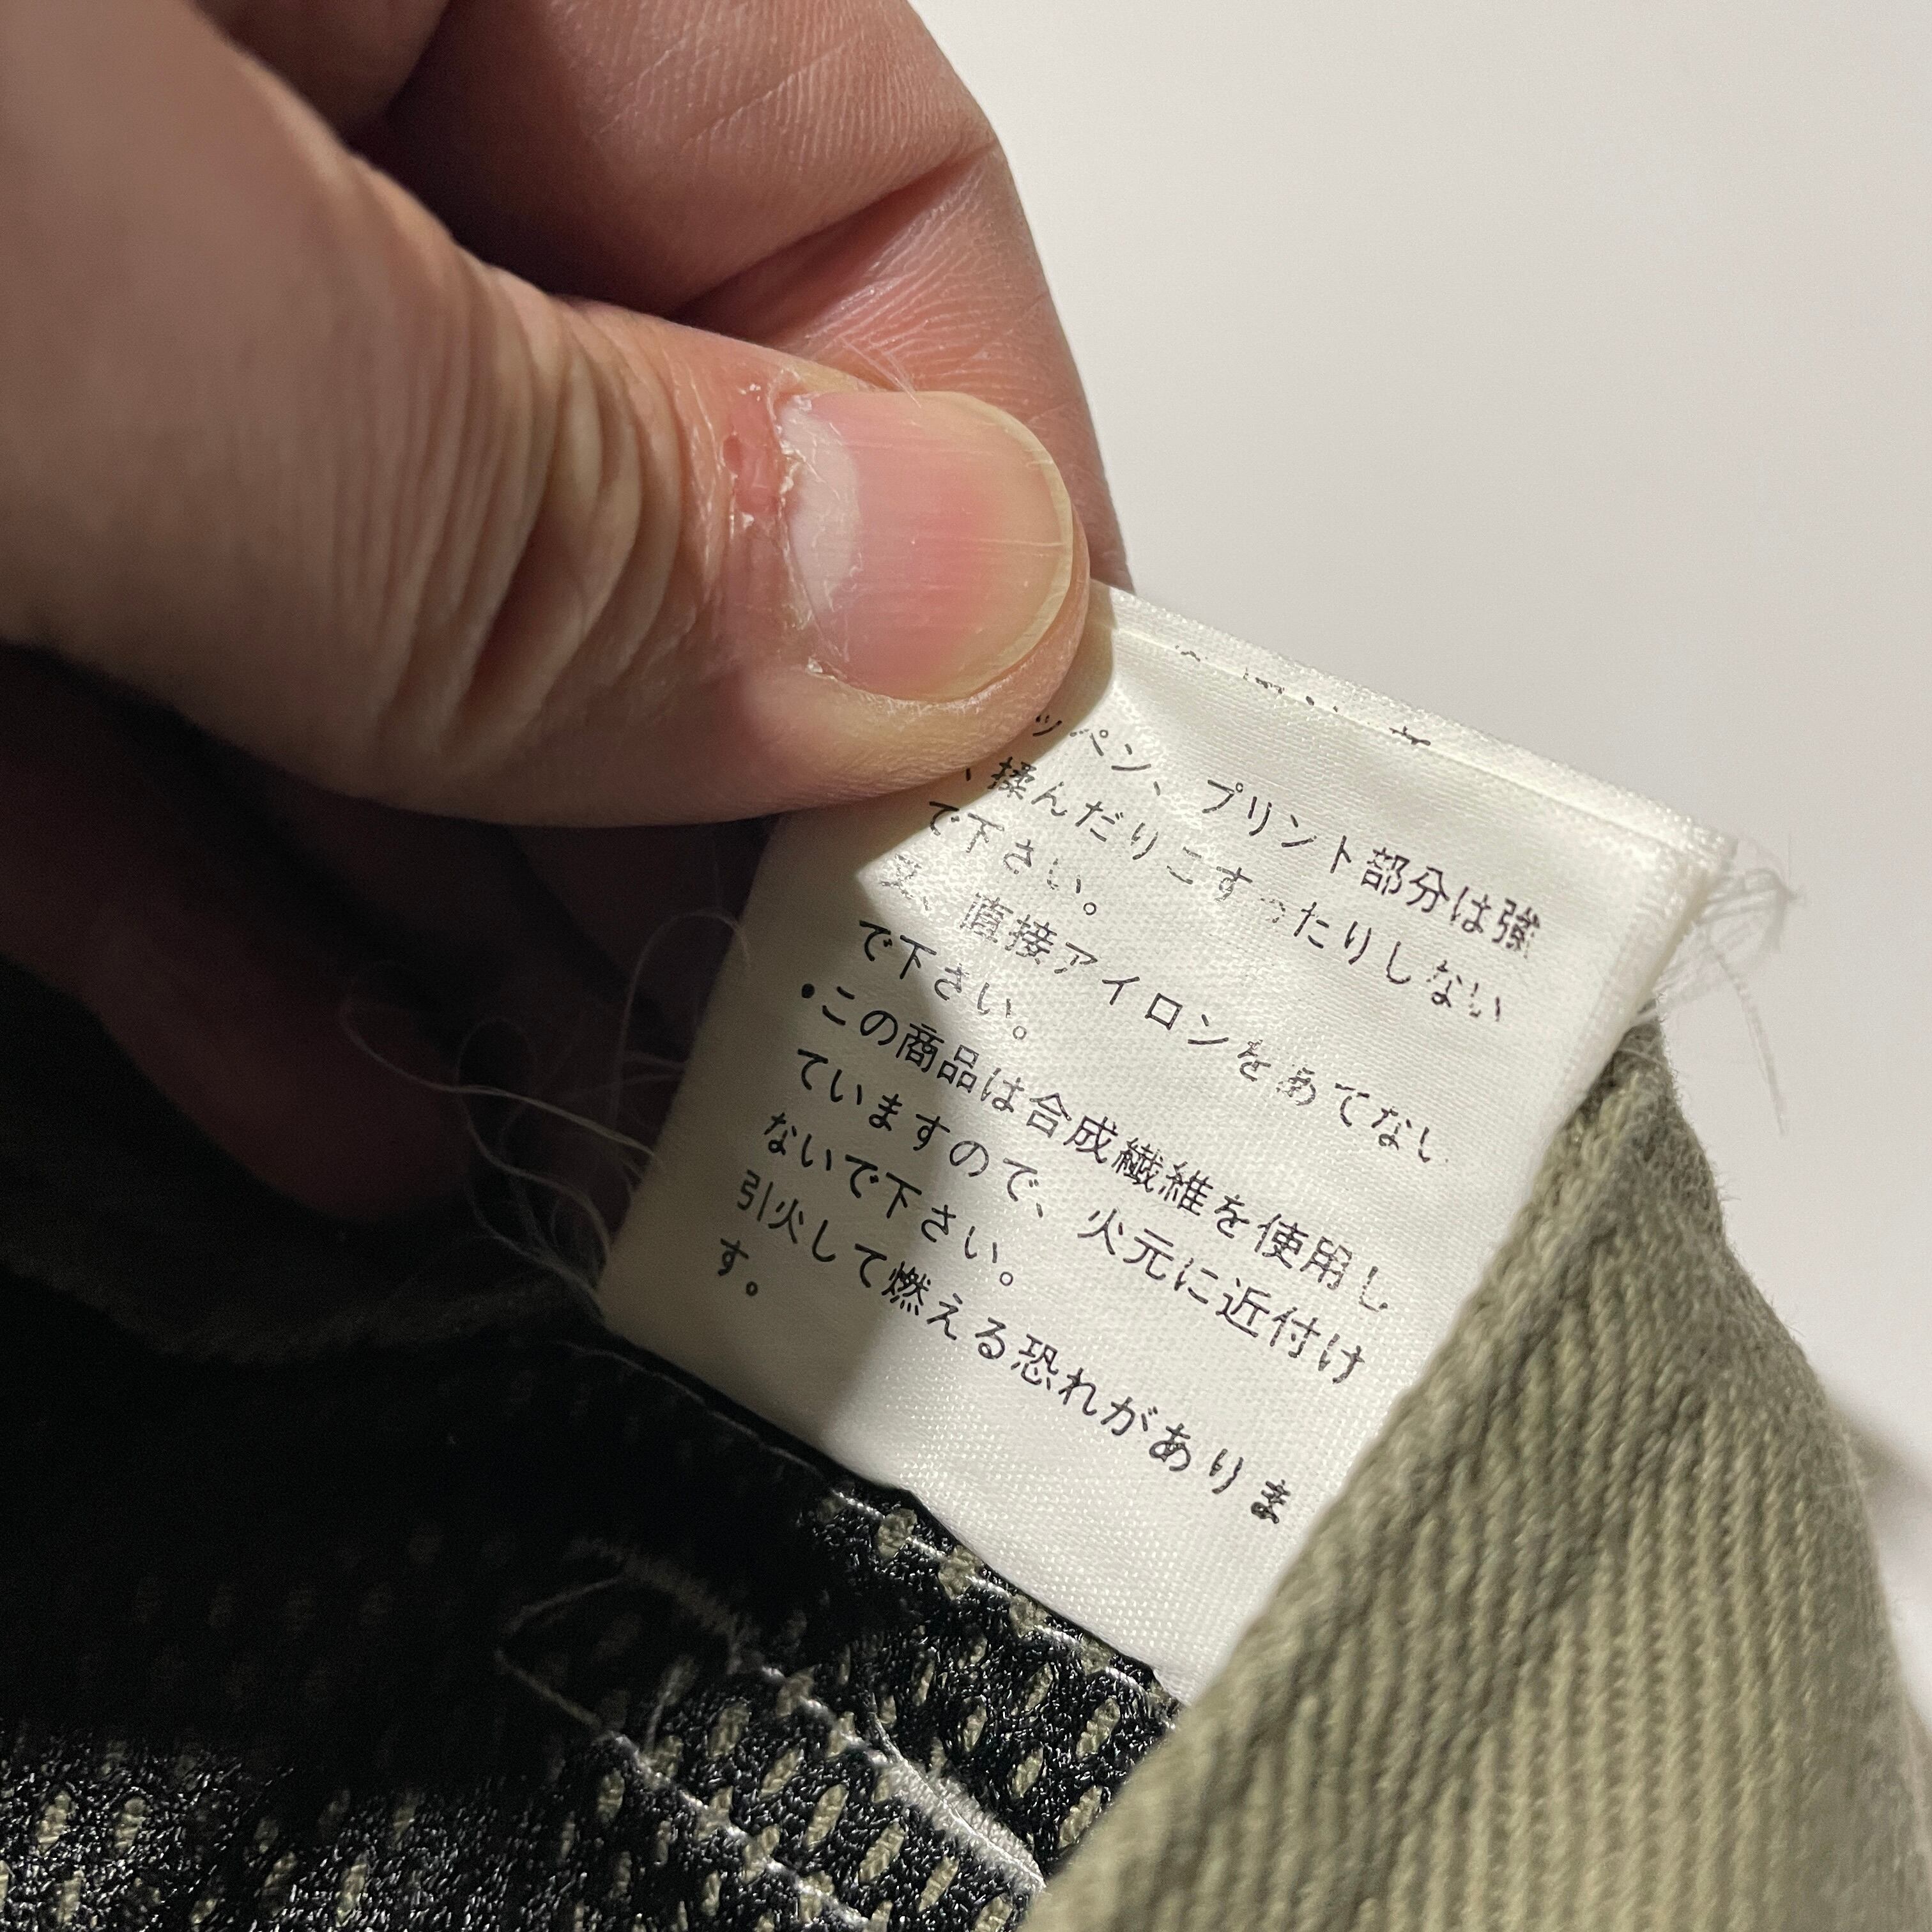 ッペン、プリント部分は強
、揉んだりこすったりしない
で下さい。
又、直接アイロンをあてない
で下さい。
•この商品は合成繊維を使用し
ていますので、火元に近付け
ないで下さい。
引火して燃える恐れがありま
す。